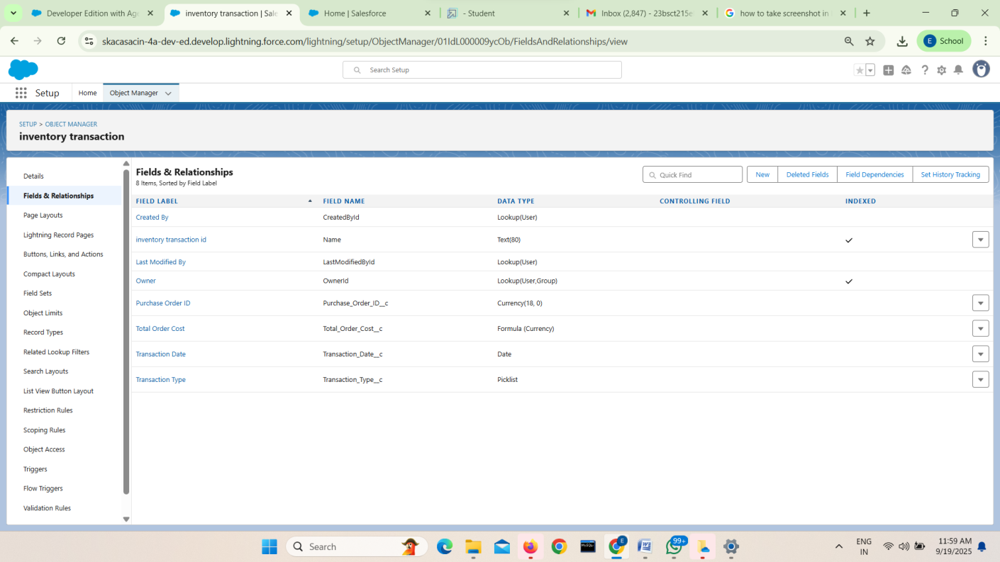 Developer Edition with Age
inventory transaction | Sale
Home | Salesforce
- Student
Inbox (2,847) - 23bsct215e
how to take screenshot in
skacasacin-4a-dev-ed.develop.lightning.force.com/lightning/setup/ObjectManager/01IdL000009ycOb/FieldsAndRelationships/view
E School
Search Setup
Setup
Home
Object Manager
SETUP > OBJECT MANAGER
inventory transaction
Details
Fields & Relationships
Page Layouts
Lightning Record Pages
Buttons, Links, and Actions
Compact Layouts
Field Sets
Object Limits
Record Types
Related Lookup Filters
Search Layouts
List View Button Layout
Restriction Rules
Scoping Rules
Object Access
Triggers
Flow Triggers
Validation Rules
Fields & Relationships
8 Items, Sorted by Field Label
Quick Find
New
Deleted Fields
Field Dependencies
Set History Tracking
FIELD LABEL FIELD NAME DATA TYPE CONTROLLING FIELD INDEXED
Created By CreatedById Lookup(User)
inventory transaction id Name Text(80)
Last Modified By LastModifiedById Lookup(User)
Owner OwnerId Lookup(User,Group)
Purchase Order ID Purchase_Order_ID__c Currency(18, 0)
Total Order Cost Total_Order_Cost__c Formula (Currency)
Transaction Date Transaction_Date__c Date
Transaction Type Transaction_Type__c Picklist
Search
MySQL
E
99+
ENG
IN
11:59 AM
9/19/2025